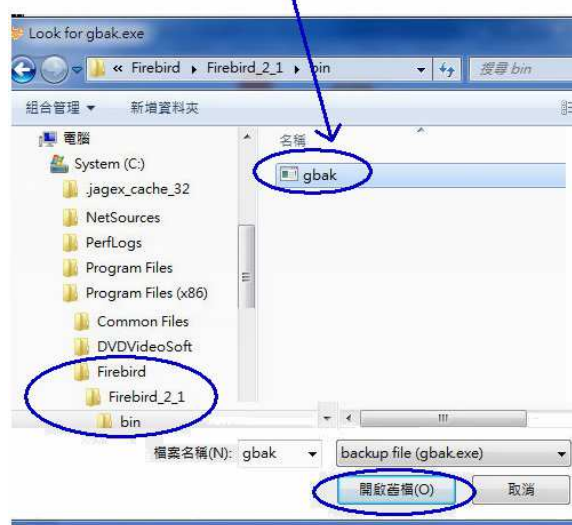 Look for gbak.exe
« Firebird ▸ Firebird_2_1 ▸ bin
搜尋 bin
組合管理 ▼ 新增資料夾
電腦
System (C:)
.jagex_cache_32
NetSources
PerfLogs
Program Files
Program Files (x86)
Common Files
DVDVideoSoft
Firebird
Firebird_2_1
bin
名稱
gbak
檔案名稱(N): gbak
backup file (gbak.exe)
開啟舊檔(O) 取消